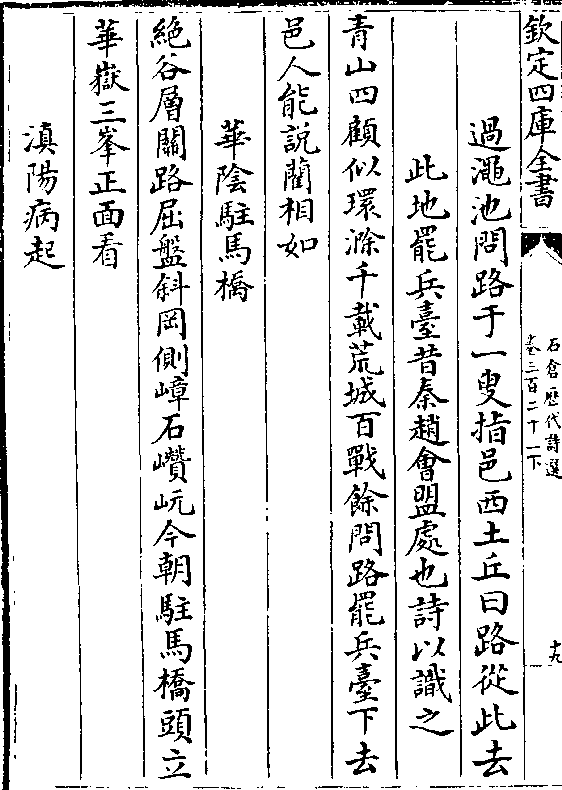 欽定四庫全書
石倉歷代詩選
卷三百二十一下
十九
過澠池問路于一叟指邑西土丘曰路從此去
此地罷兵臺昔秦趙會盟處也詩以識之
青山四顧似環滁千載荒城百戰餘問路罷兵臺下去
邑人能說藺相如
華陰駐馬橋
絶谷層關路屈盤斜岡側嶂石巑岏今朝駐馬橋頭立
華嶽三峯正面看
滇陽病起